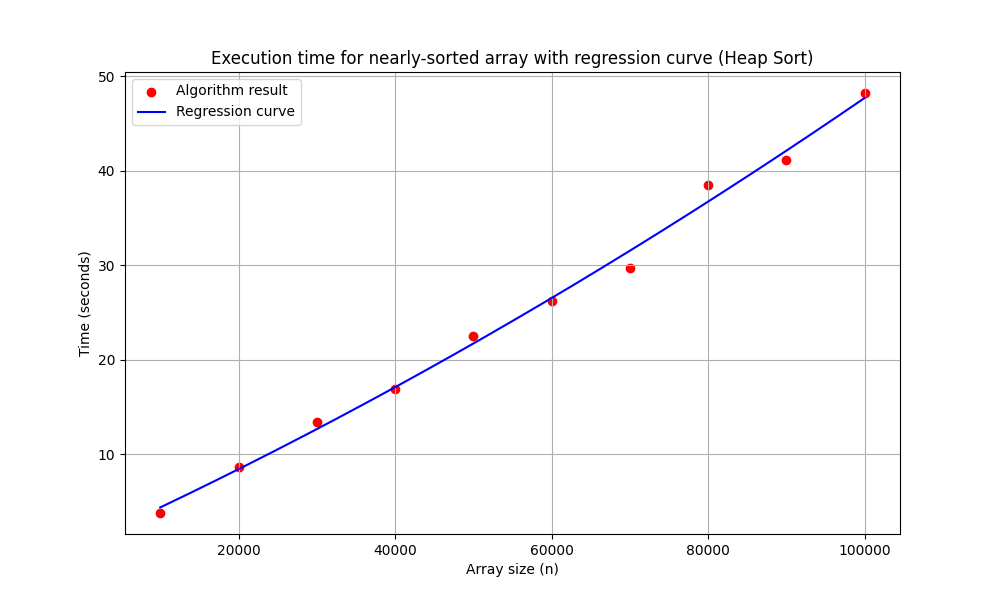 Execution time for nearly-sorted array with regression curve (Heap Sort)
Algorithm result
Regression curve
Time (seconds)
50
40
30
20
10
20000
40000
60000
80000
100000
Array size (n)